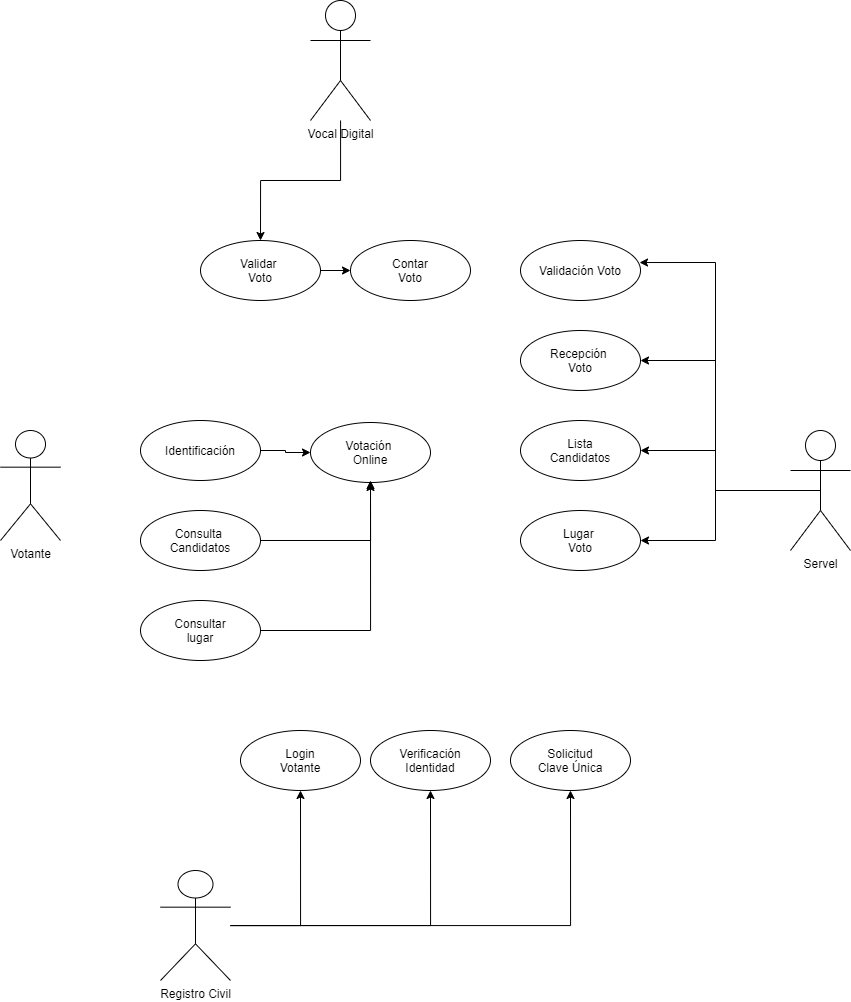 Vocal Digital
Validar
Voto
Contar
Voto
Validación Voto
Recepción
Voto
Identificación
Votación
Online
Lista
Candidatos
Votante
Consulta
Candidatos
Lugar
Voto
Servel
Consultar
lugar
Login
Votante
Verificación
Identidad
Solicitud
Clave Única
Registro Civil